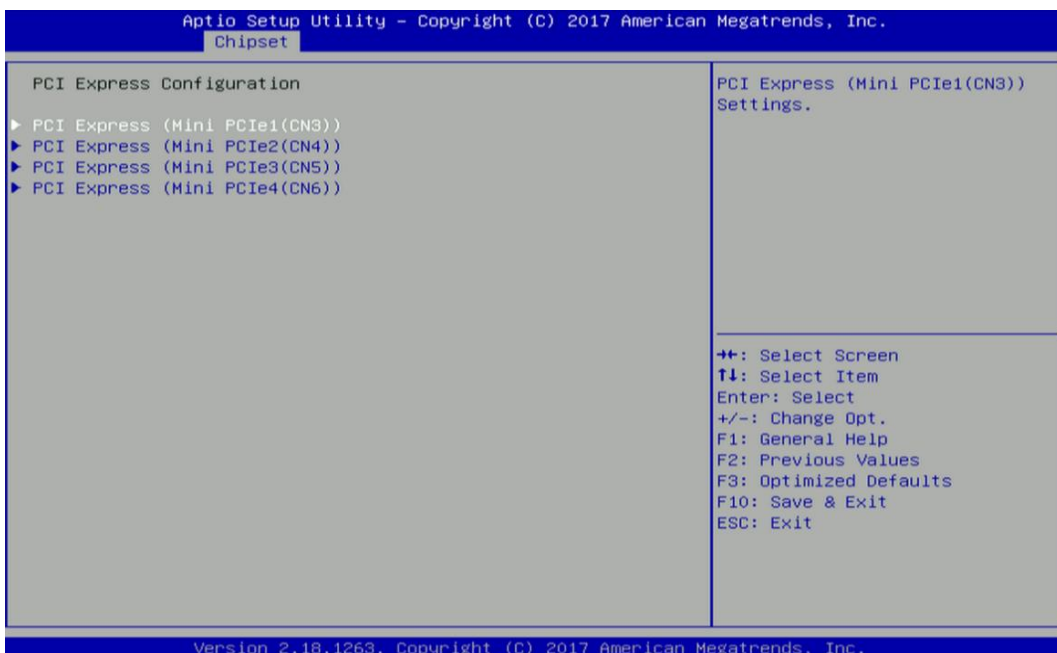 Aptio Setup Utility – Copyright (C) 2017 American Megatrends, Inc.
Chipset
PCI Express Configuration
► PCI Express (Mini PCIe1(CN3))
► PCI Express (Mini PCIe2(CN4))
► PCI Express (Mini PCIe3(CN5))
► PCI Express (Mini PCIe4(CN6))
PCI Express (Mini PCIe1(CN3))
Settings.
→←: Select Screen
↑↓: Select Item
Enter: Select
+/-: Change Opt.
F1: General Help
F2: Previous Values
F3: Optimized Defaults
F10: Save & Exit
ESC: Exit
Version 2.18.1263. Copyright (C) 2017 American Megatrends, Inc.